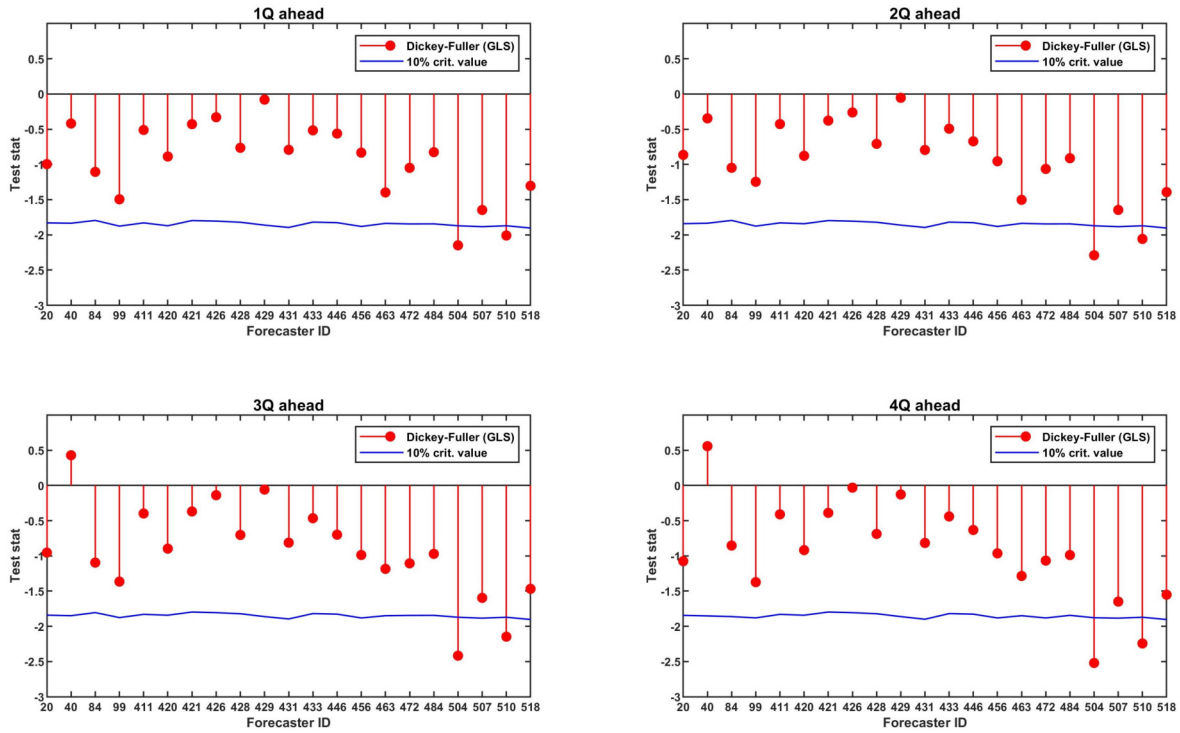 1Q ahead
Dickey-Fuller (GLS)
10% crit. value
0.5
0
-0.5
-1
-1.5
-2
-2.5
-3
Test stat
20 40 84 99 411 420 421 426 428 429 431 433 446 456 463 472 484 504 507 510 518
Forecaster ID
2Q ahead
Dickey-Fuller (GLS)
10% crit. value
0.5
0
-0.5
-1
-1.5
-2
-2.5
-3
Test stat
20 40 84 99 411 420 421 426 428 429 431 433 446 456 463 472 484 504 507 510 518
Forecaster ID
3Q ahead
Dickey-Fuller (GLS)
10% crit. value
0.5
0
-0.5
-1
-1.5
-2
-2.5
-3
Test stat
20 40 84 99 411 420 421 426 428 429 431 433 446 456 463 472 484 504 507 510 518
Forecaster ID
4Q ahead
Dickey-Fuller (GLS)
10% crit. value
0.5
0
-0.5
-1
-1.5
-2
-2.5
-3
Test stat
20 40 84 99 411 420 421 426 428 429 431 433 446 456 463 472 484 504 507 510 518
Forecaster ID